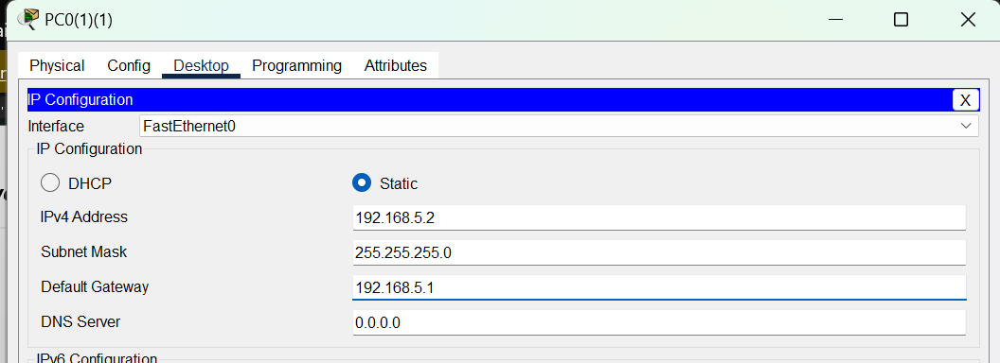 PC0(1)(1)
Physical Config Desktop Programming Attributes
IP Configuration X
Interface FastEthernet0
IP Configuration
DHCP Static
IPv4 Address 192.168.5.2
Subnet Mask 255.255.255.0
Default Gateway 192.168.5.1
DNS Server 0.0.0.0
IPv6 Configuration